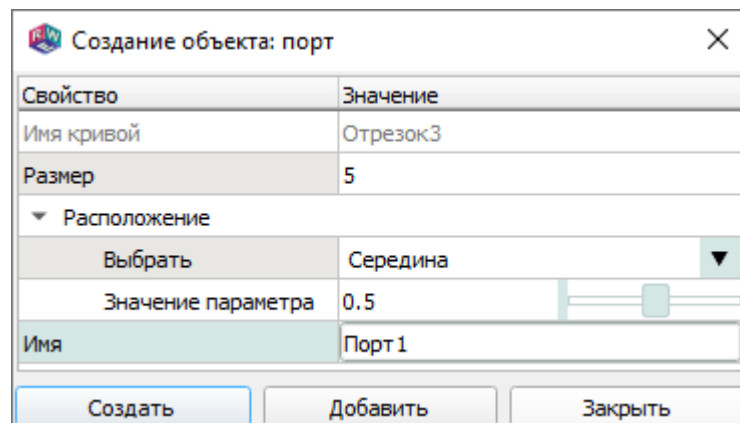 RW Создание объекта: порт
Свойство Значение
Имя кривой Отрезок3
Размер 5
Расположение
Выбрать Середина
Значение параметра 0.5
Имя Порт1
Создать Добавить Закрыть